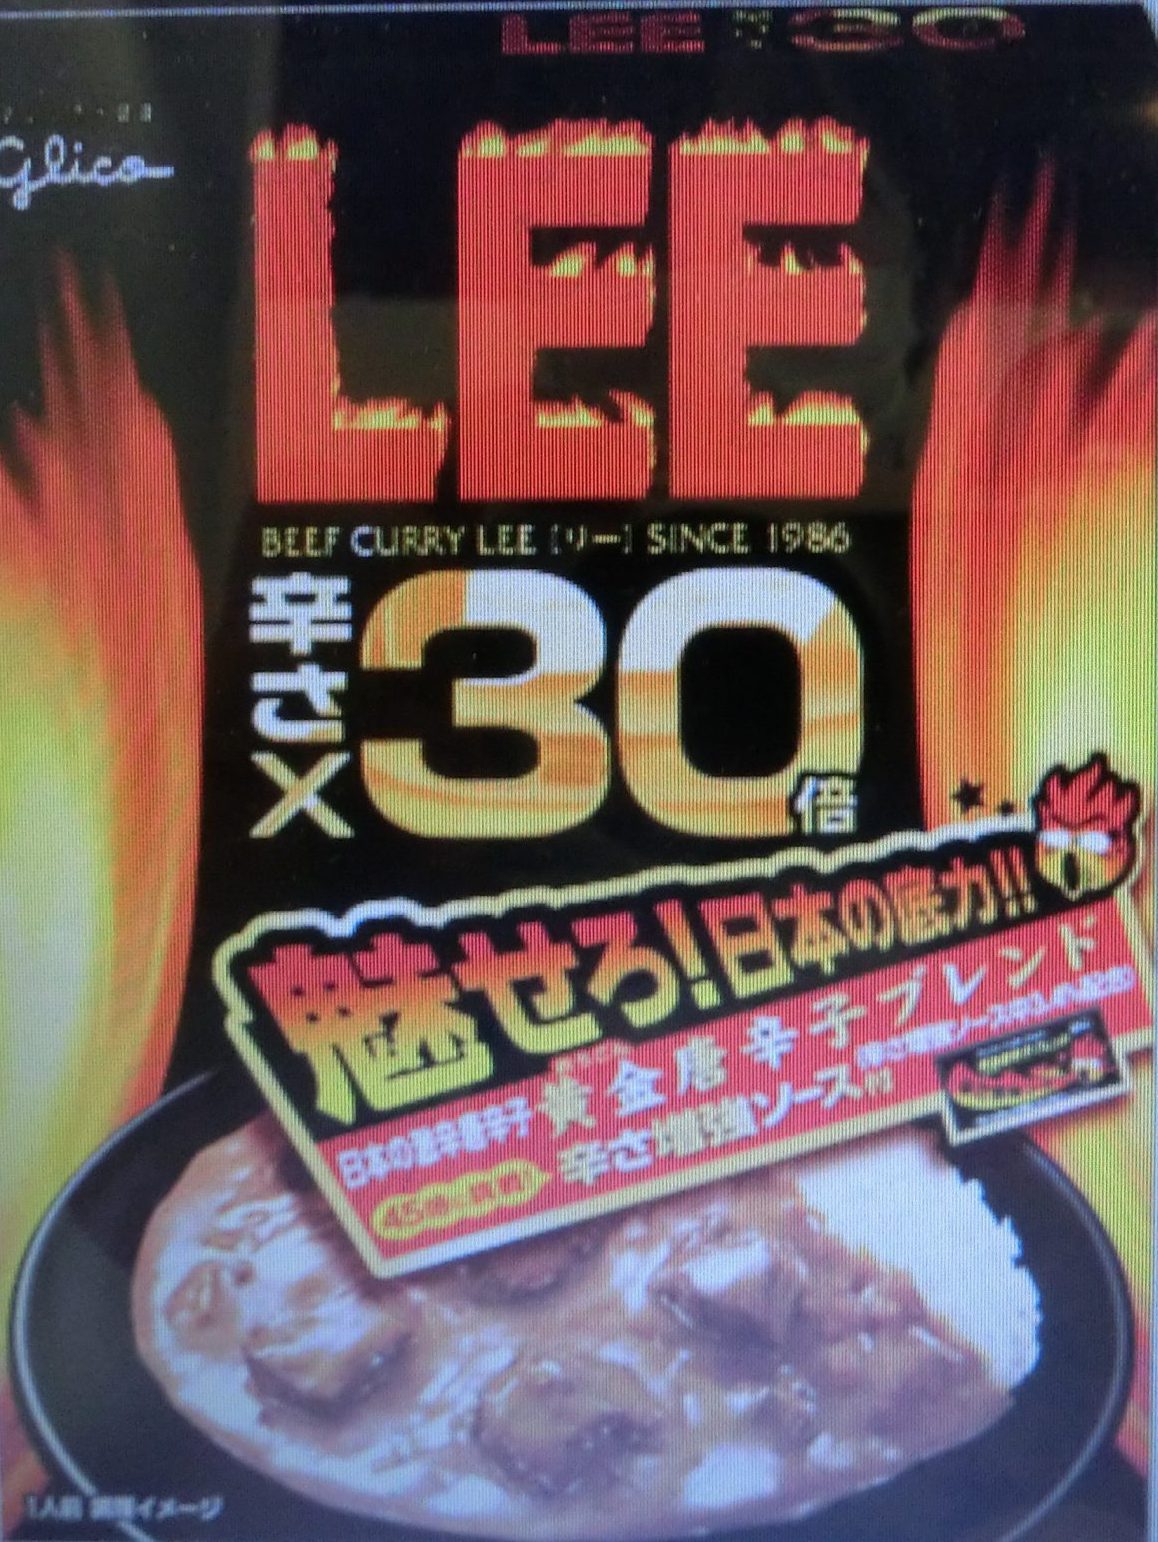 LEE 30
Glico
LEE
BEEF CURRY LEE [リー] SINCE 1986
辛さ×30倍
魅せろ!日本の底力!!
日本の激辛唐辛子 黄金唐辛子ブレンド
辛さ増強ソース付
1人前 調理イメージ